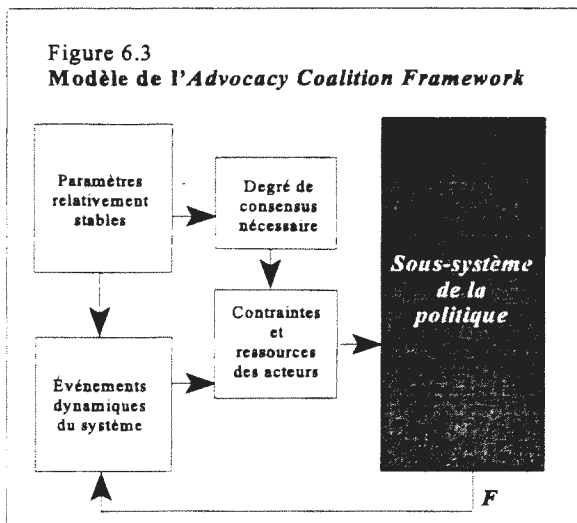 Figure 6.3
Modèle de l'Advocacy Coalition Framework
Paramètres
relativement
stables
Degré de
consensus
nécessaire
Sous-système
de la
politique
Contraintes
et
ressources
des acteurs
Événements
dynamiques
du système
F